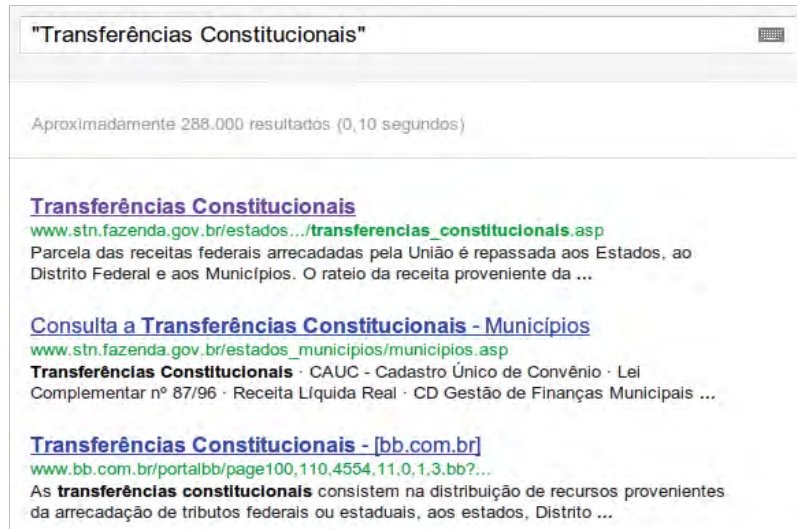 "Transferências Constitucionais"
Aproximadamente 288.000 resultados (0,10 segundos)
Transferências Constitucionais
www.stn.fazenda.gov.br/estados.../transferencias_constitucionais.asp
Parcela das receitas federais arrecadadas pela União é repassada aos Estados, ao
Distrito Federal e aos Municípios. O rateio da receita proveniente da ...
Consulta a Transferências Constitucionais - Municípios
www.stn.fazenda.gov.br/estados_municipios/municipios.asp
Transferências Constitucionais · CAUC - Cadastro Único de Convênio · Lei
Complementar nº 87/96 · Receita Líquida Real · CD Gestão de Finanças Municipais ...
Transferências Constitucionais - [bb.com.br]
www.bb.com.br/portalbb/page100,110,4554,11,0,1,3.bb?...
As transferências constitucionais consistem na distribuição de recursos provenientes
da arrecadação de tributos federais ou estaduais, aos estados, Distrito ...